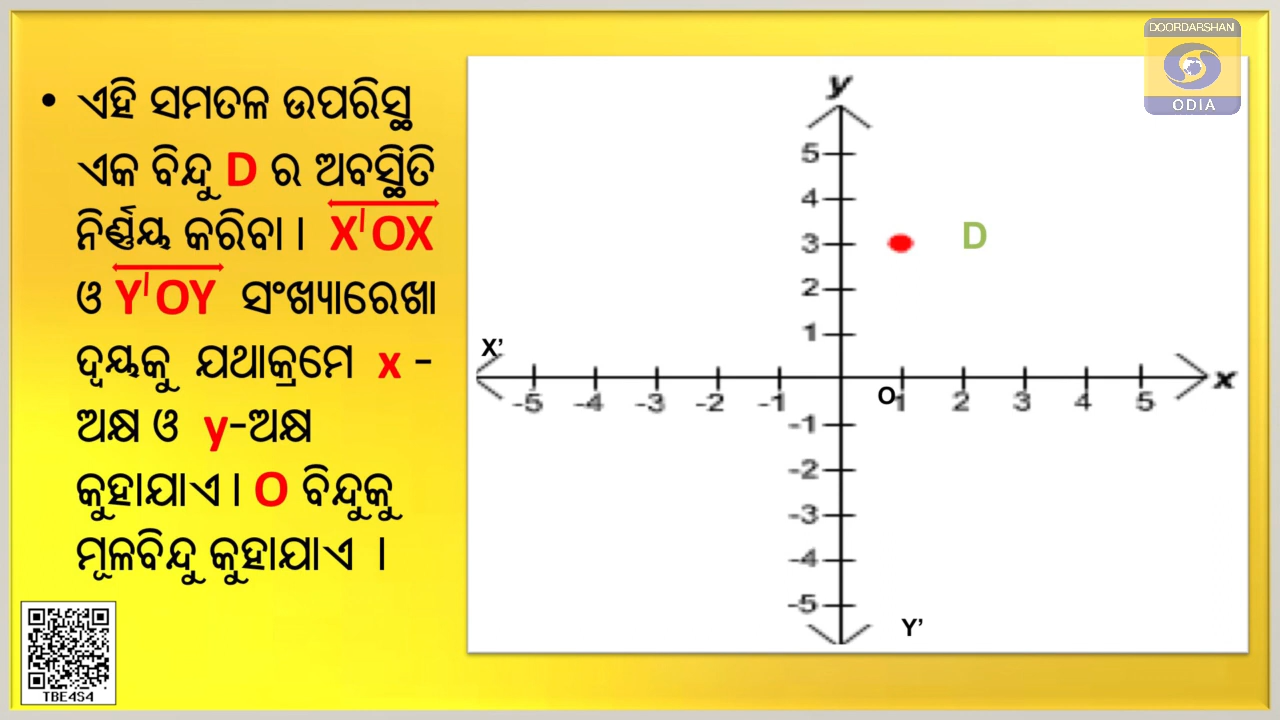 • ଏହି ସମତଳ ଉପରିସ୍ଥ
ଏକ ବିନ୍ଦୁ D ର ଅବସ୍ଥିତି
ନିର୍ଣ୍ଣୟ କରିବା । X'OX
ଓ Y'OY ସଂଖ୍ୟାରେଖା
ଦ୍ୱୟକୁ ଯଥାକ୍ରମେ x -
ଅକ୍ଷ ଓ y-ଅକ୍ଷ
କୁହାଯାଏ । O ବିନ୍ଦୁକୁ
ମୂଳବିନ୍ଦୁ କୁହାଯାଏ ।
TBE4S4
DOORDARSHAN
ODIA
y
5
4
3
D
2
1
X’
x
-5 -4 -3 -2 -1 O 1 2 3 4 5
-1
-2
-3
-4
-5
Y’